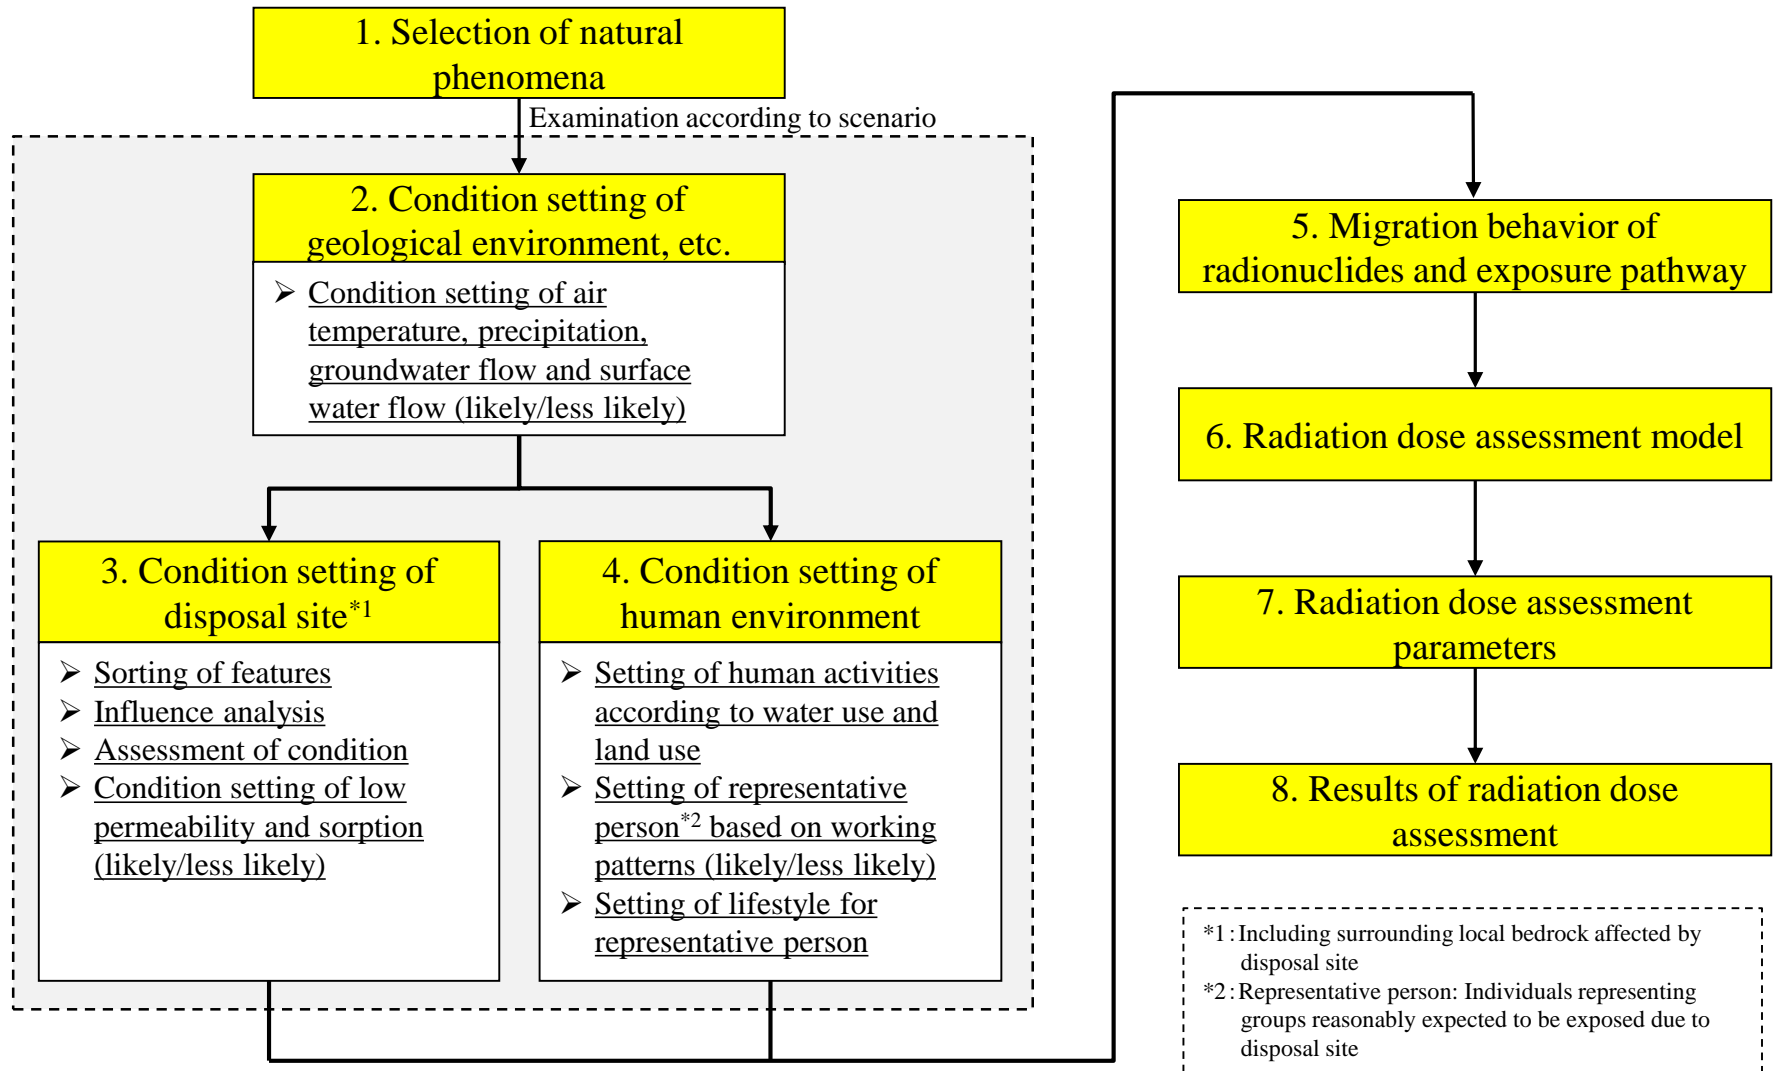 1. Selection of natural
phenomena
Examination according to scenario
2. Condition setting of
geological environment, etc.
➢ Condition setting of air
temperature, precipitation,
groundwater flow and surface
water flow (likely/less likely)
3. Condition setting of
disposal site*1
➢ Sorting of features
➢ Influence analysis
➢ Assessment of condition
➢ Condition setting of low
permeability and sorption
(likely/less likely)
4. Condition setting of
human environment
➢ Setting of human activities
according to water use and
land use
➢ Setting of representative
person*2 based on working
patterns (likely/less likely)
➢ Setting of lifestyle for
representative person
5. Migration behavior of
radionuclides and exposure pathway
6. Radiation dose assessment model
7. Radiation dose assessment
parameters
8. Results of radiation dose
assessment
*1：Including surrounding local bedrock affected by
disposal site
*2：Representative person: Individuals representing
groups reasonably expected to be exposed due to
disposal site